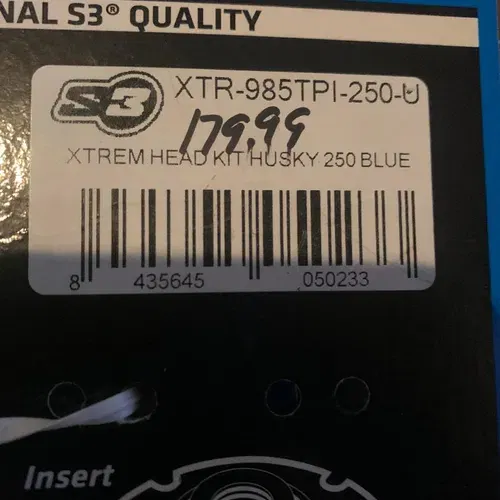 NAL S3® QUALITY
S3 XTR-985TPI-250-U
179.99
XTREM HEAD KIT HUSKY 250 BLUE
8 435645 050233
Insert